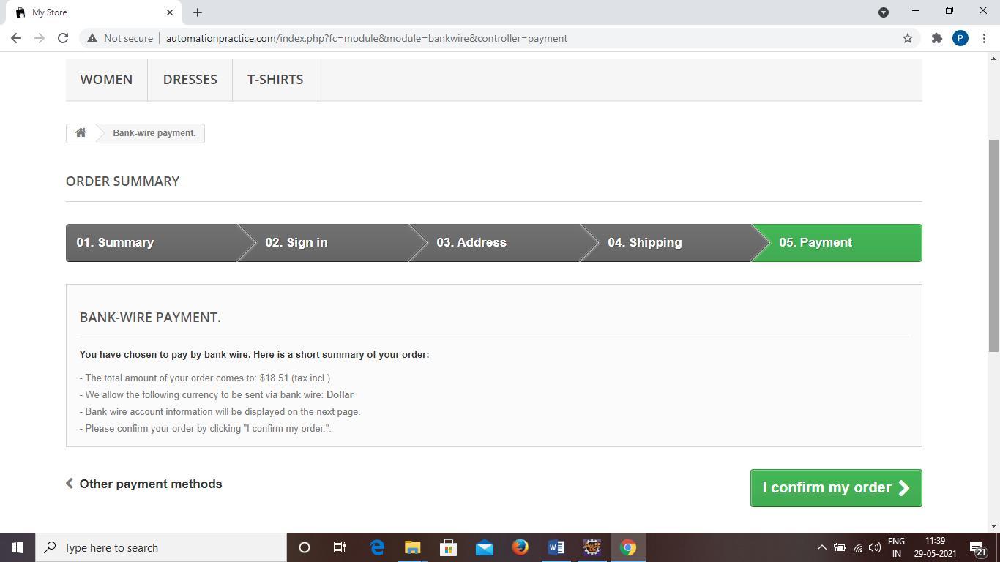 My Store
Not secure
automationpractice.com/index.php?fc=module&module=bankwire&controller=payment
P
WOMEN
DRESSES
T-SHIRTS
Bank-wire payment.
ORDER SUMMARY
01. Summary
02. Sign in
03. Address
04. Shipping
05. Payment
BANK-WIRE PAYMENT.
You have chosen to pay by bank wire. Here is a short summary of your order:
- The total amount of your order comes to: $18.51 (tax incl.)
- We allow the following currency to be sent via bank wire: Dollar
- Bank wire account information will be displayed on the next page.
- Please confirm your order by clicking "I confirm my order.".
Other payment methods
I confirm my order
Type here to search
Java EE
IDE
ENG
IN
11:39
29-05-2021
21